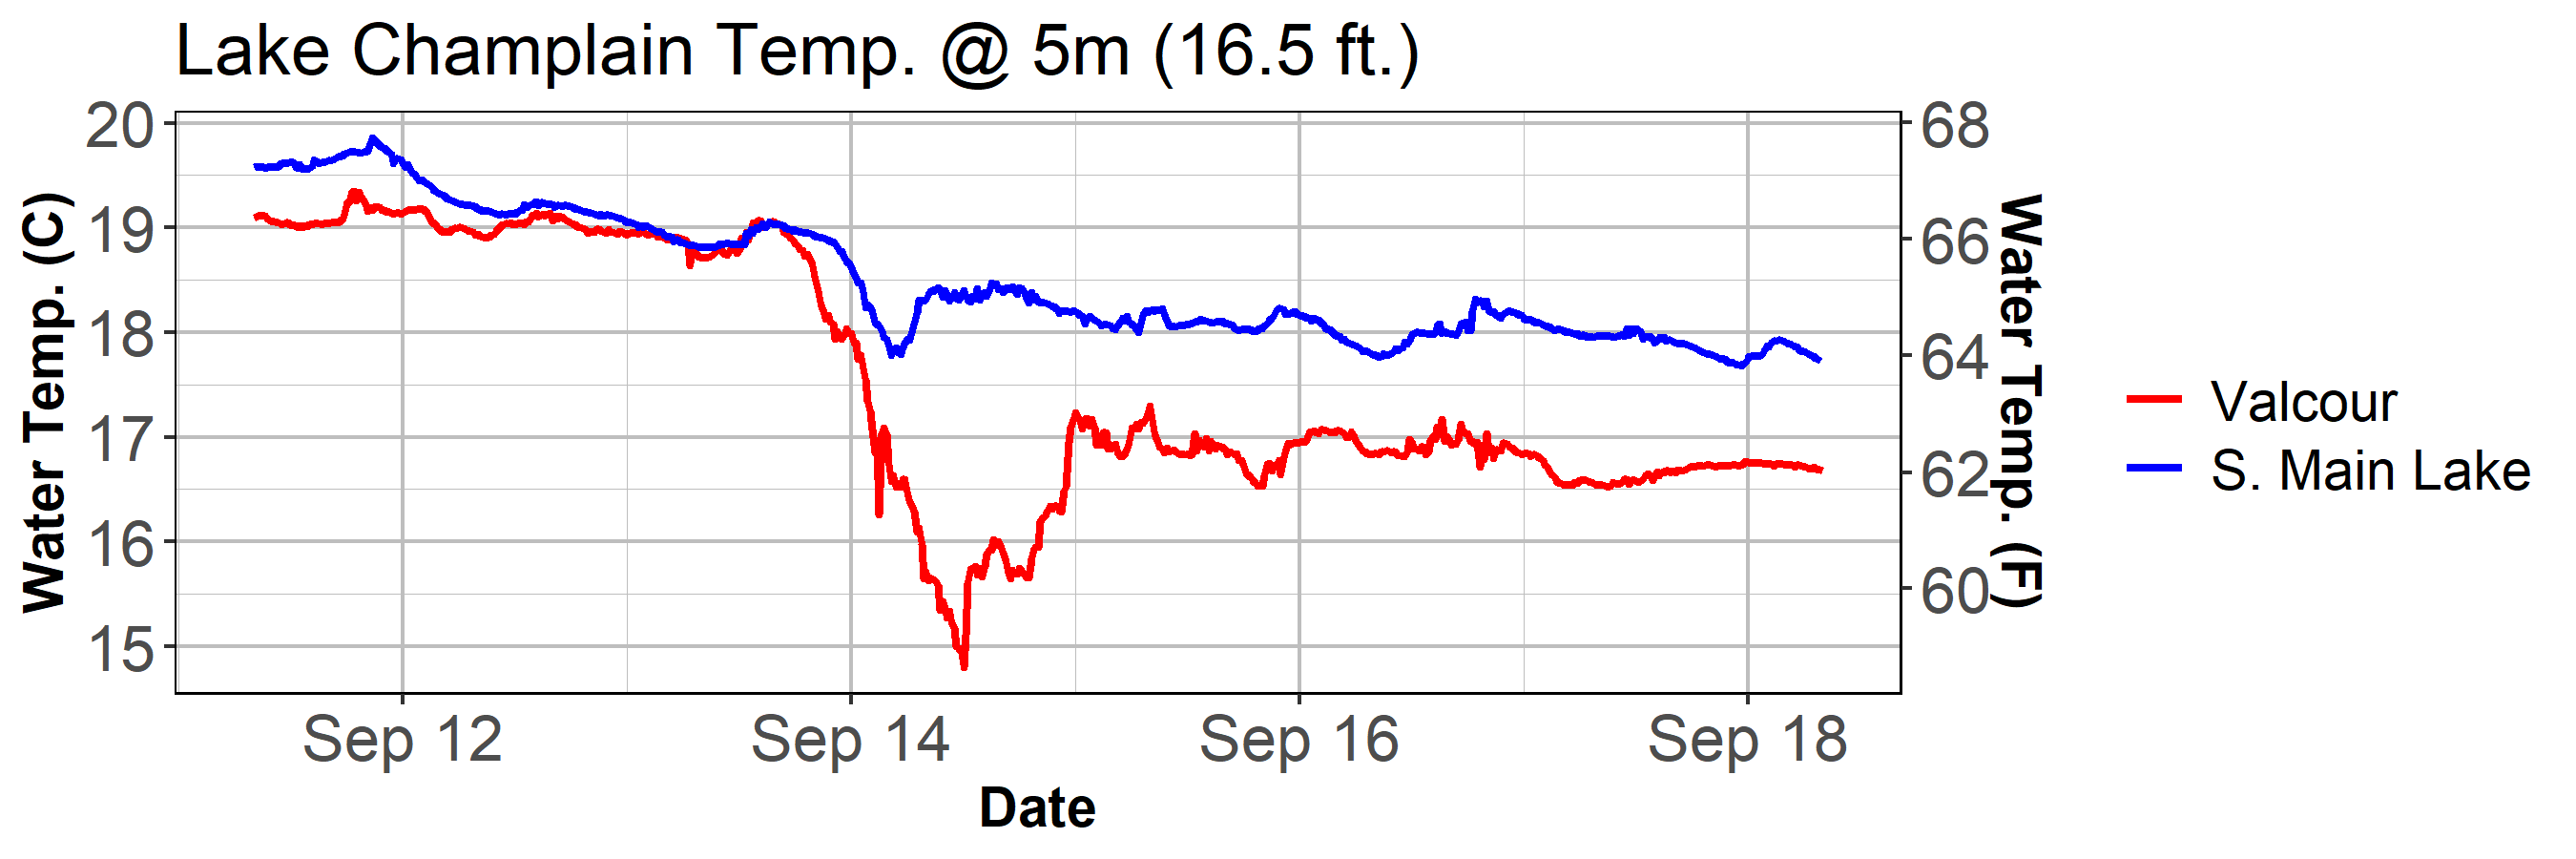 Lake Champlain Temp. @ 5m (16.5 ft.)
20
19
18
17
16
15
Water Temp. (C)
68
66
64
62
60
Water Temp. (F)
Sep 12
Sep 14
Sep 16
Sep 18
Date
Valcour
S. Main Lake